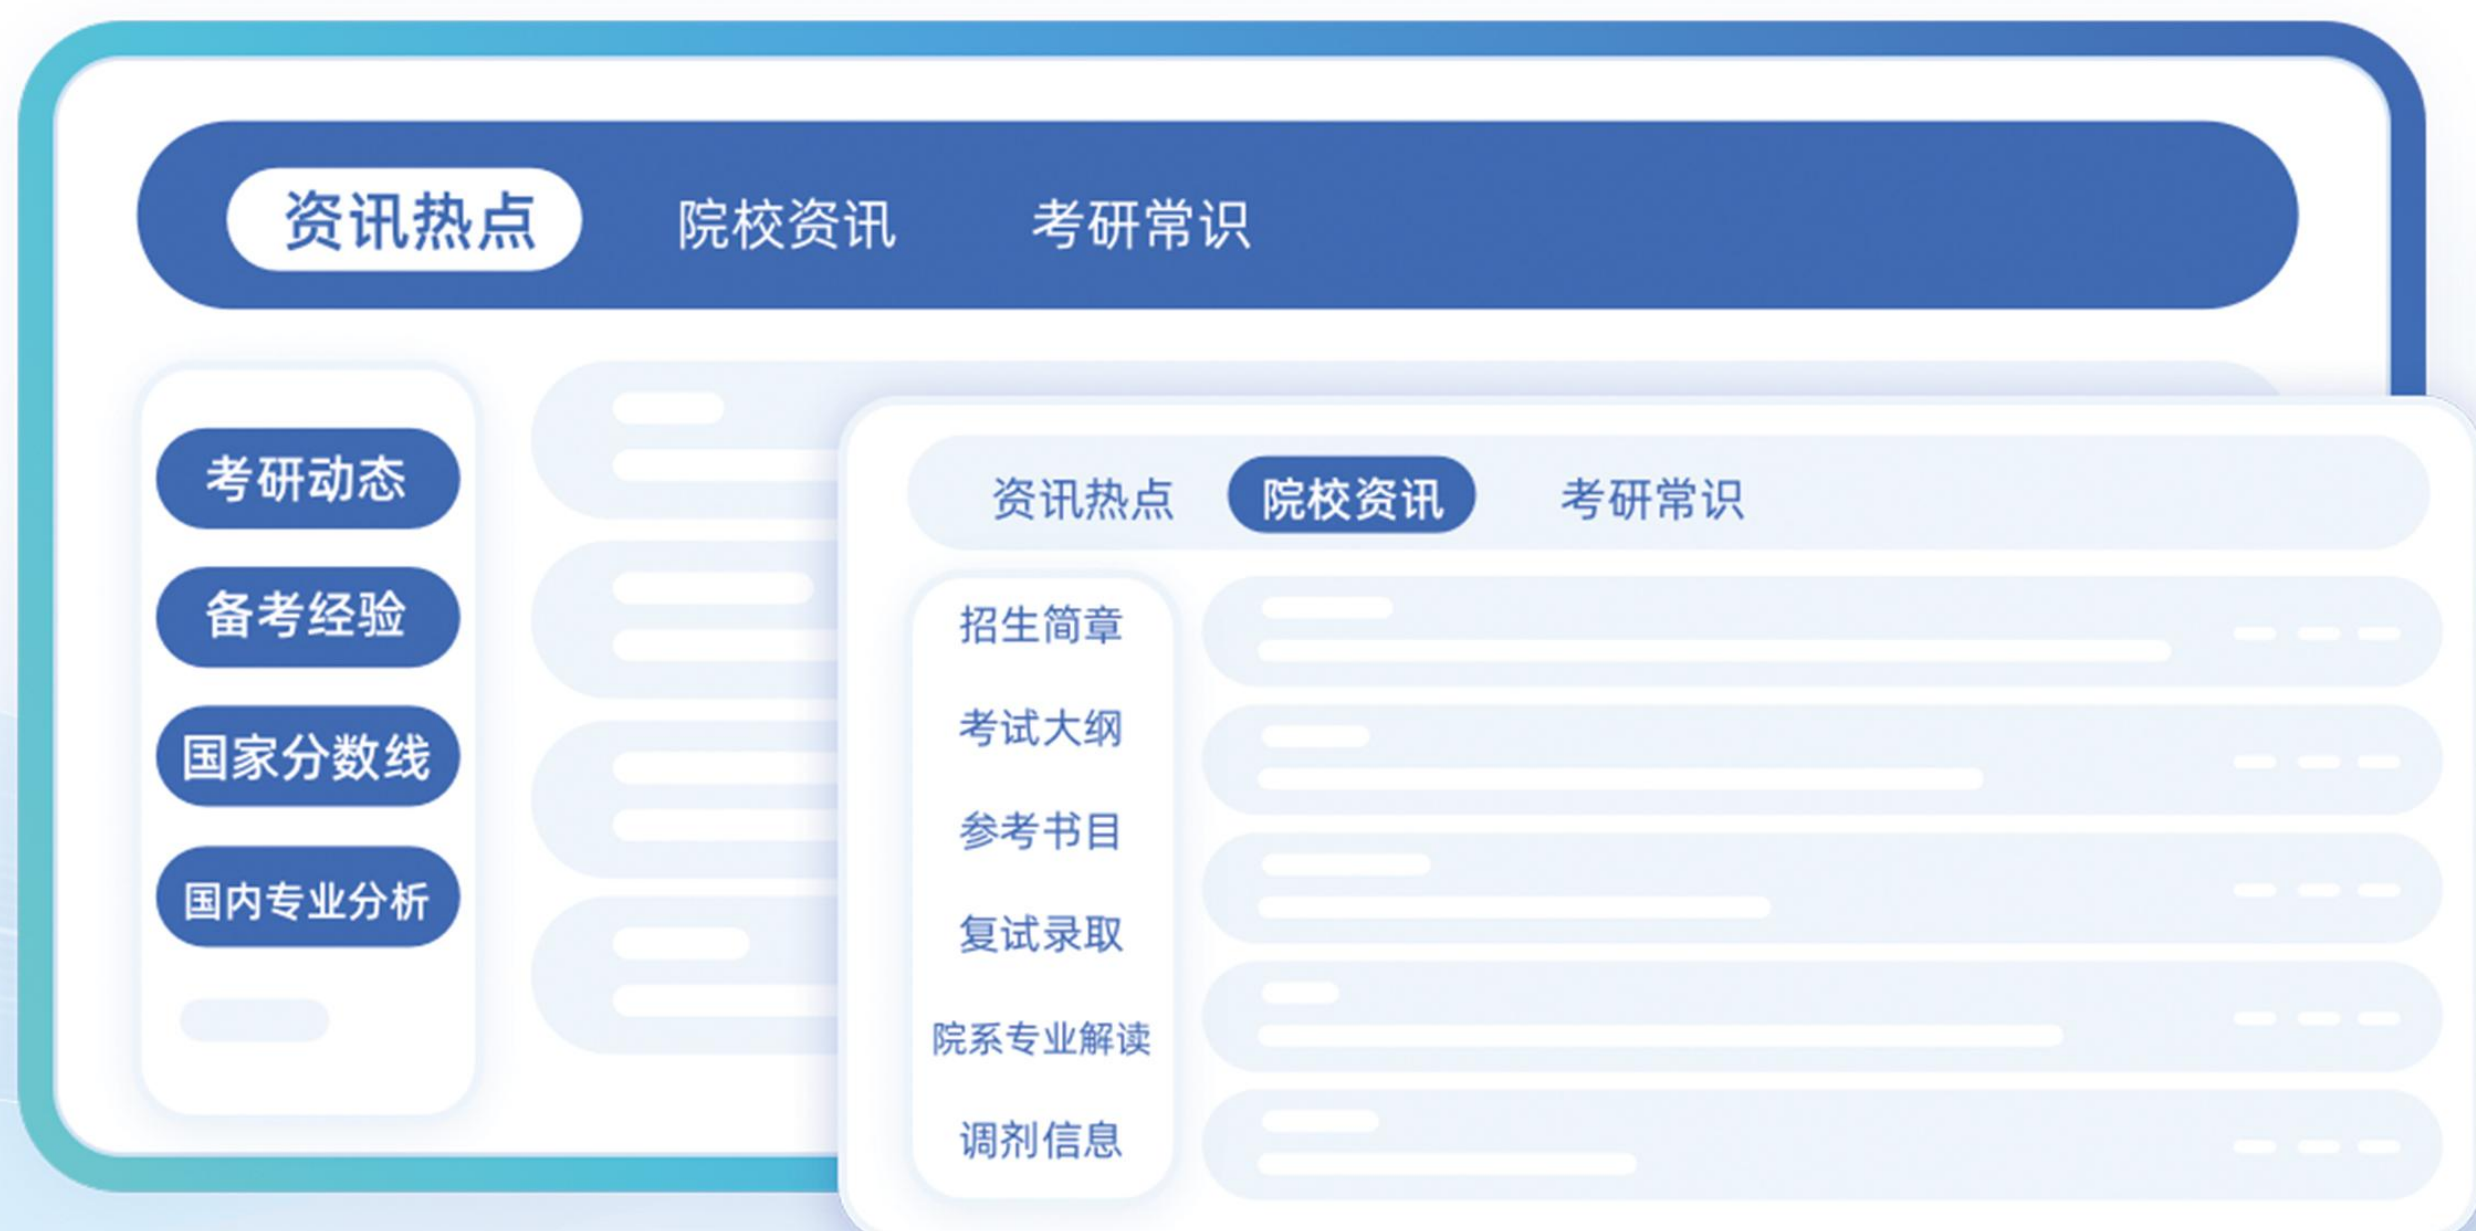 资讯热点 院校资讯 考研常识
考研动态
备考经验
国家分数线
国内专业分析
资讯热点 院校资讯 考研常识
招生简章
考试大纲
参考书目
复试录取
院系专业解读
调剂信息